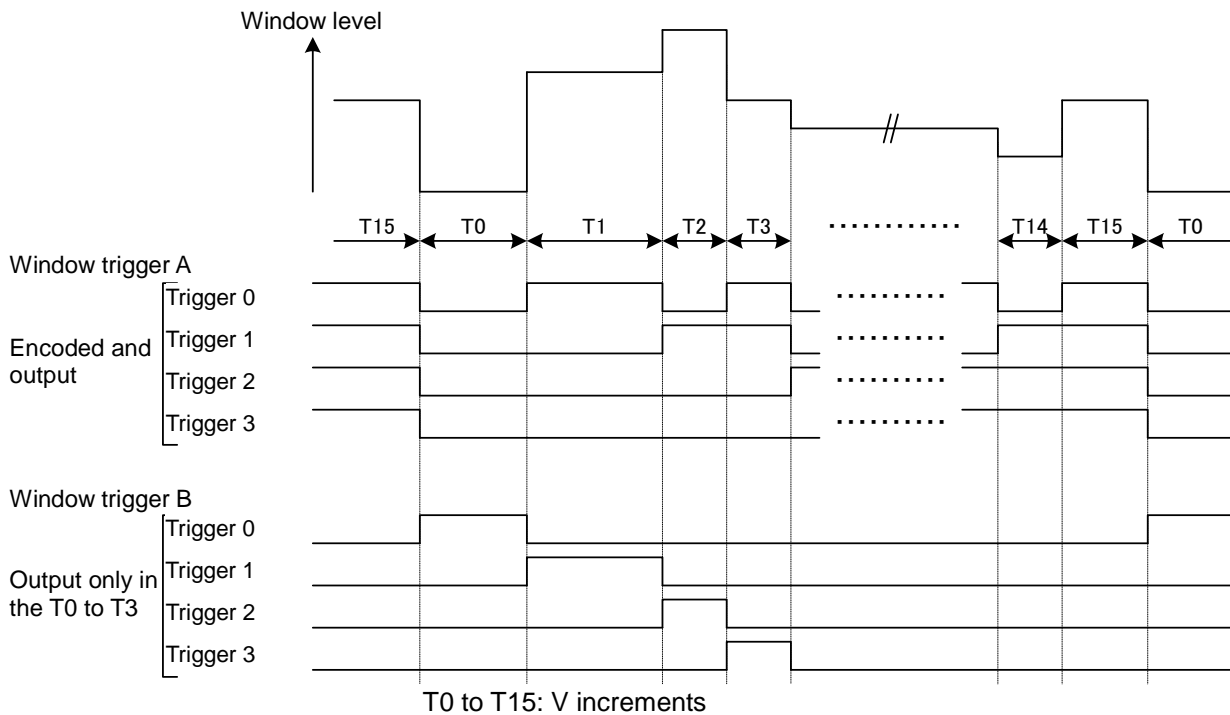 Window level
T15 T0 T1 T2 T3 ············ T14 T15 T0
Window trigger A
Trigger 0 ··········
Trigger 1 ··········
Encoded and output
Trigger 2 ··········
Trigger 3 ··········
Window trigger B
Trigger 0
Trigger 1
Output only in
the T0 to T3
Trigger 2
Trigger 3
T0 to T15: V increments